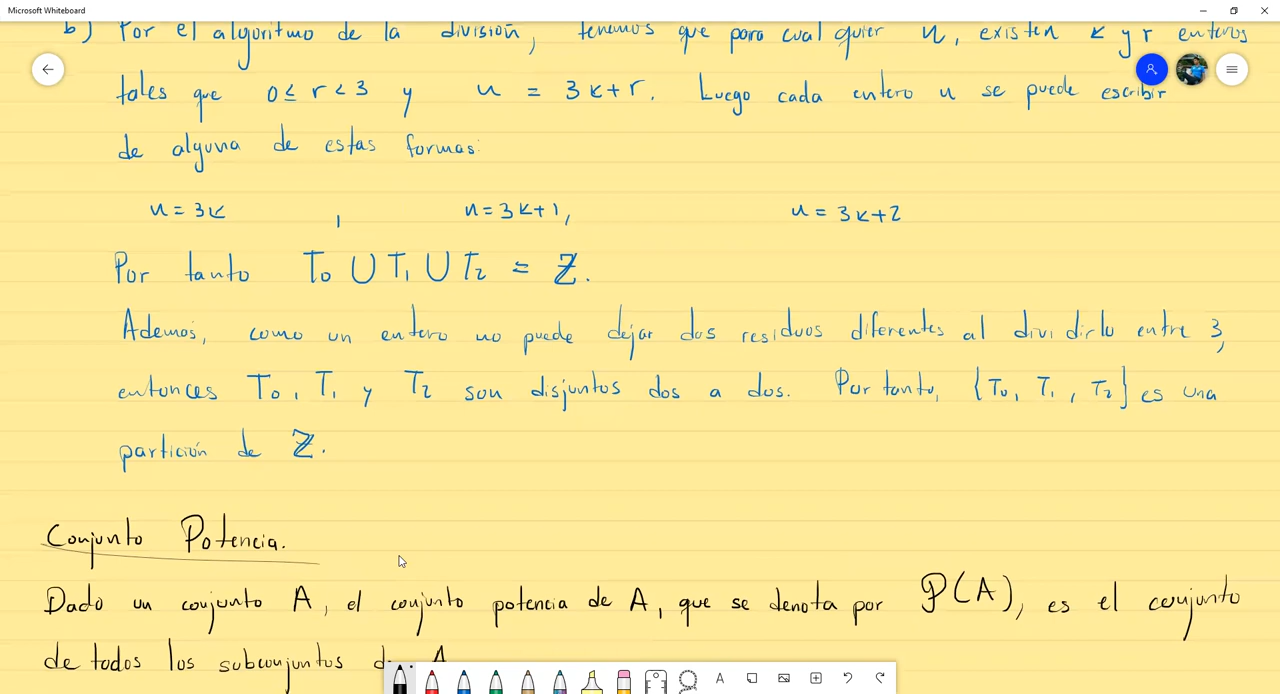 Microsoft Whiteboard
b) Por el algoritmo de la división, tenemos que para cualquier n, existen k y r enteros
tales que 0 ≤ r < 3 y n = 3k+r. Luego cada entero n se puede escribir
de alguna de estas formas:
n = 3k , n = 3k+1, n = 3k+2
Por tanto T₀ ∪ T₁ ∪ T₂ = ℤ.
Ademas, como un entero no puede dejar dos residuos diferentes al dividirlo entre 3,
entonces T₀, T₁ y T₂ son disjuntos dos a dos. Por tanto, {T₀, T₁, T₂} es una
partición de ℤ.
Conjunto Potencia.
Dado un conjunto A, el conjunto potencia de A, que se denota por P(A), es el conjunto
de todos los subconjuntos de A